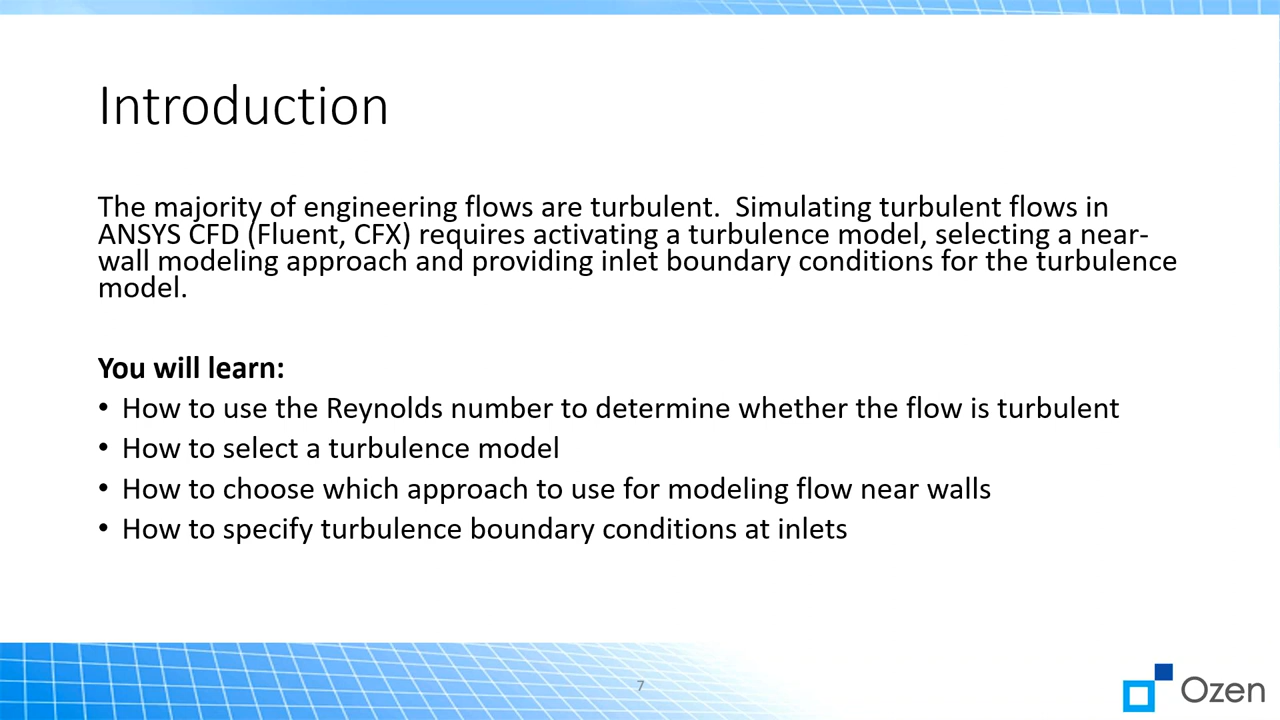 Introduction
The majority of engineering flows are turbulent.  Simulating turbulent flows in
ANSYS CFD (Fluent, CFX) requires activating a turbulence model, selecting a near-
wall modeling approach and providing inlet boundary conditions for the turbulence
model.
You will learn:
• How to use the Reynolds number to determine whether the flow is turbulent
• How to select a turbulence model
• How to choose which approach to use for modeling flow near walls
• How to specify turbulence boundary conditions at inlets
7
Ozen